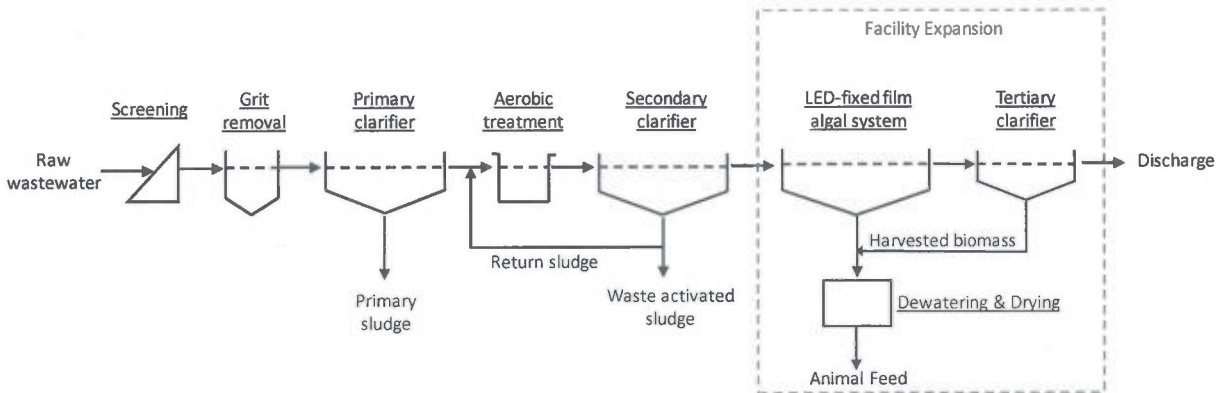 Facility Expansion
Screening
Grit
removal
Primary
clarifier
Aerobic
treatment
Secondary
clarifier
LED-fixed film
algal system
Tertiary
clarifier
Raw
wastewater
Discharge
Return sludge
Harvested biomass
Primary
sludge
Waste activated
sludge
Dewatering & Drying
Animal Feed